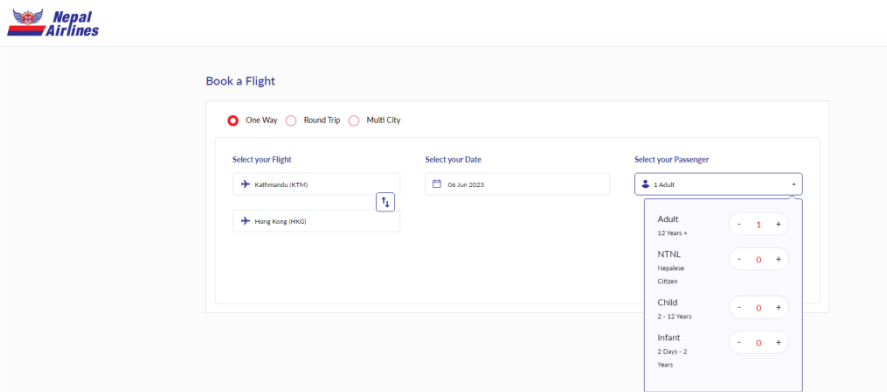 Nepal
Airlines
Book a Flight
One Way
Round Trip
Multi City
Select your Flight
Select your Date
Select your Passenger
Kathmandu (KTM)
06 Jun 2023
1 Adult
Hong Kong (HKG)
Adult
12 Years +
- 1 +
NTNL
Nepalese
Citizen
- 0 +
Child
2 - 12 Years
- 0 +
Infant
2 Days - 2
Years
- 0 +